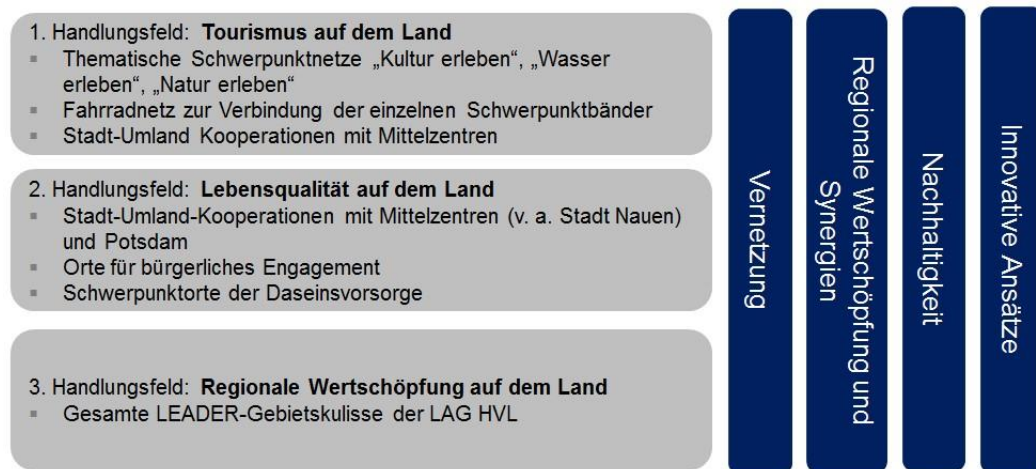 1. Handlungsfeld: Tourismus auf dem Land
▪ Thematische Schwerpunktnetze „Kultur erleben“, „Wasser
erleben“, „Natur erleben“
▪ Fahrradnetz zur Verbindung der einzelnen Schwerpunktbänder
▪ Stadt-Umland Kooperationen mit Mittelzentren
2. Handlungsfeld: Lebensqualität auf dem Land
▪ Stadt-Umland-Kooperationen mit Mittelzentren (v. a. Stadt Nauen)
und Potsdam
▪ Orte für bürgerliches Engagement
▪ Schwerpunktorte der Daseinsvorsorge
3. Handlungsfeld: Regionale Wertschöpfung auf dem Land
▪ Gesamte LEADER-Gebietskulisse der LAG HVL
Vernetzung
Regionale Wertschöpfung und
Synergien
Nachhaltigkeit
Innovative Ansätze